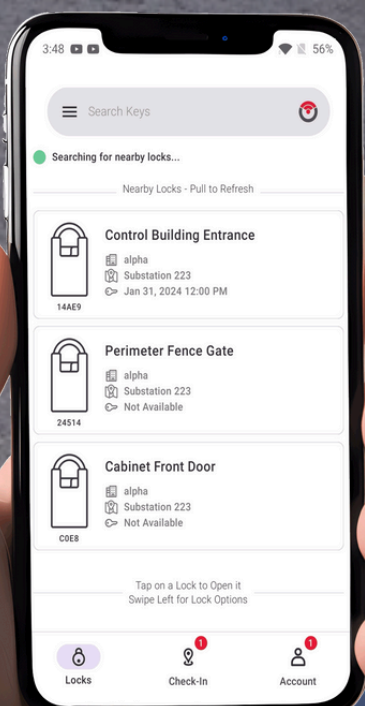 3:48
56%
Search Keys
Searching for nearby locks...
Nearby Locks - Pull to Refresh
Control Building Entrance
alpha
Substation 223
Jan 31, 2024 12:00 PM
14AE9
Perimeter Fence Gate
alpha
Substation 223
Not Available
24514
Cabinet Front Door
alpha
Substation 223
Not Available
C0E8
Tap on a Lock to Open it
Swipe Left for Lock Options
1
1
Locks
Check-In
Account